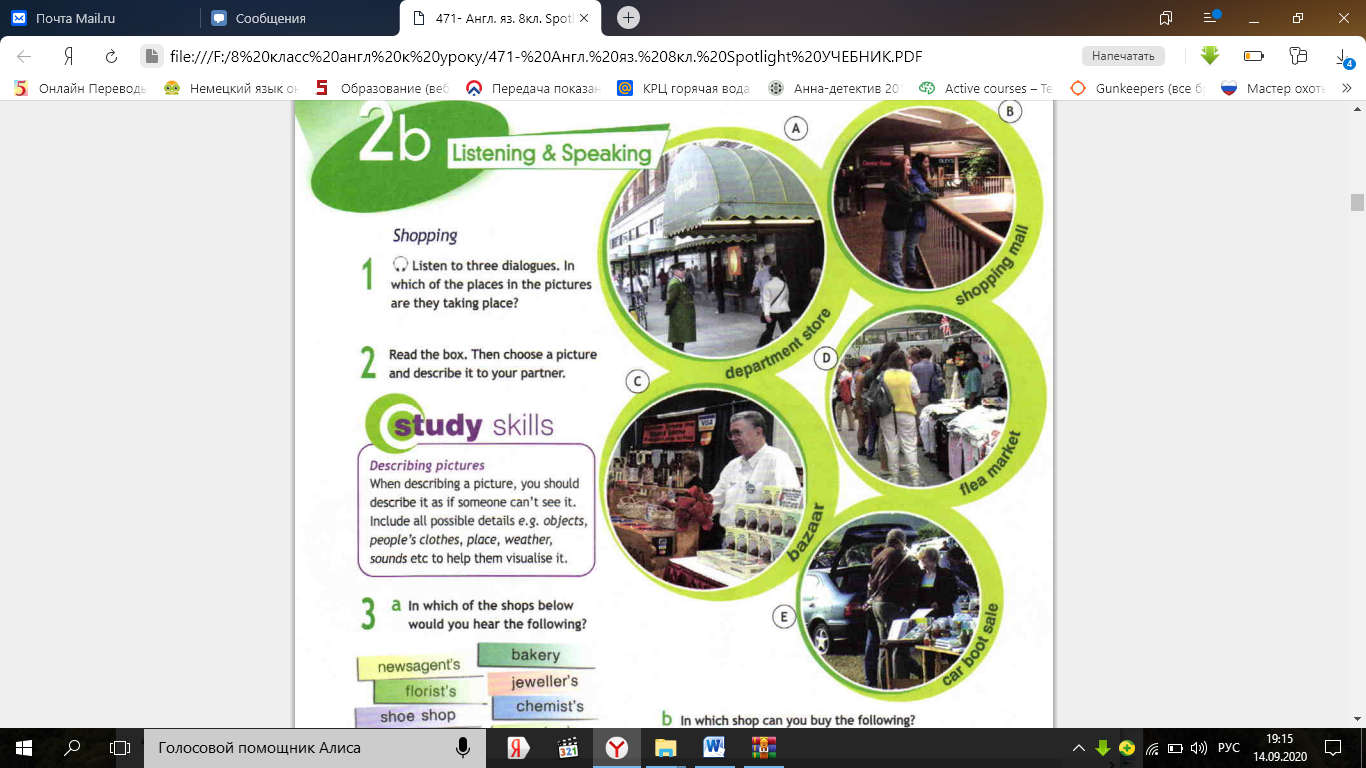 Почта Mail.ru
Сообщения
471- Англ. яз. 8кл. Spotl
file:///F:/8%20класс%20англ%20к%20уроку/471-%20Англ.%20яз.%208кл.%20Spotlight%20УЧЕБНИК.PDF
Напечатать
4
Онлайн Переводь
Немецкий язык он
Образование (веб
Передача показан
КРЦ горячая вода
Анна-детектив 20
Active courses – Te
Gunkeepers (все б
Мастер охоть
2b
Listening & Speaking
Shopping
1 Listen to three dialogues. In
which of the places in the pictures
are they taking place?
2 Read the box. Then choose a picture
and describe it to your partner.
study skills
Describing pictures
When describing a picture, you should
describe it as if someone can't see it.
Include all possible details e.g. objects,
people's clothes, place, weather,
sounds etc to help them visualise it.
3 a In which of the shops below
would you hear the following?
newsagent's
bakery
florist's
jeweller's
shoe shop
chemist's
A
department store
B
shopping mall
C
bazaar
VISA
D
flea market
E
car boot sale
b In which shop can you buy the following?
Голосовой помощник Алиса
321
РУС
19:15
14.09.2020